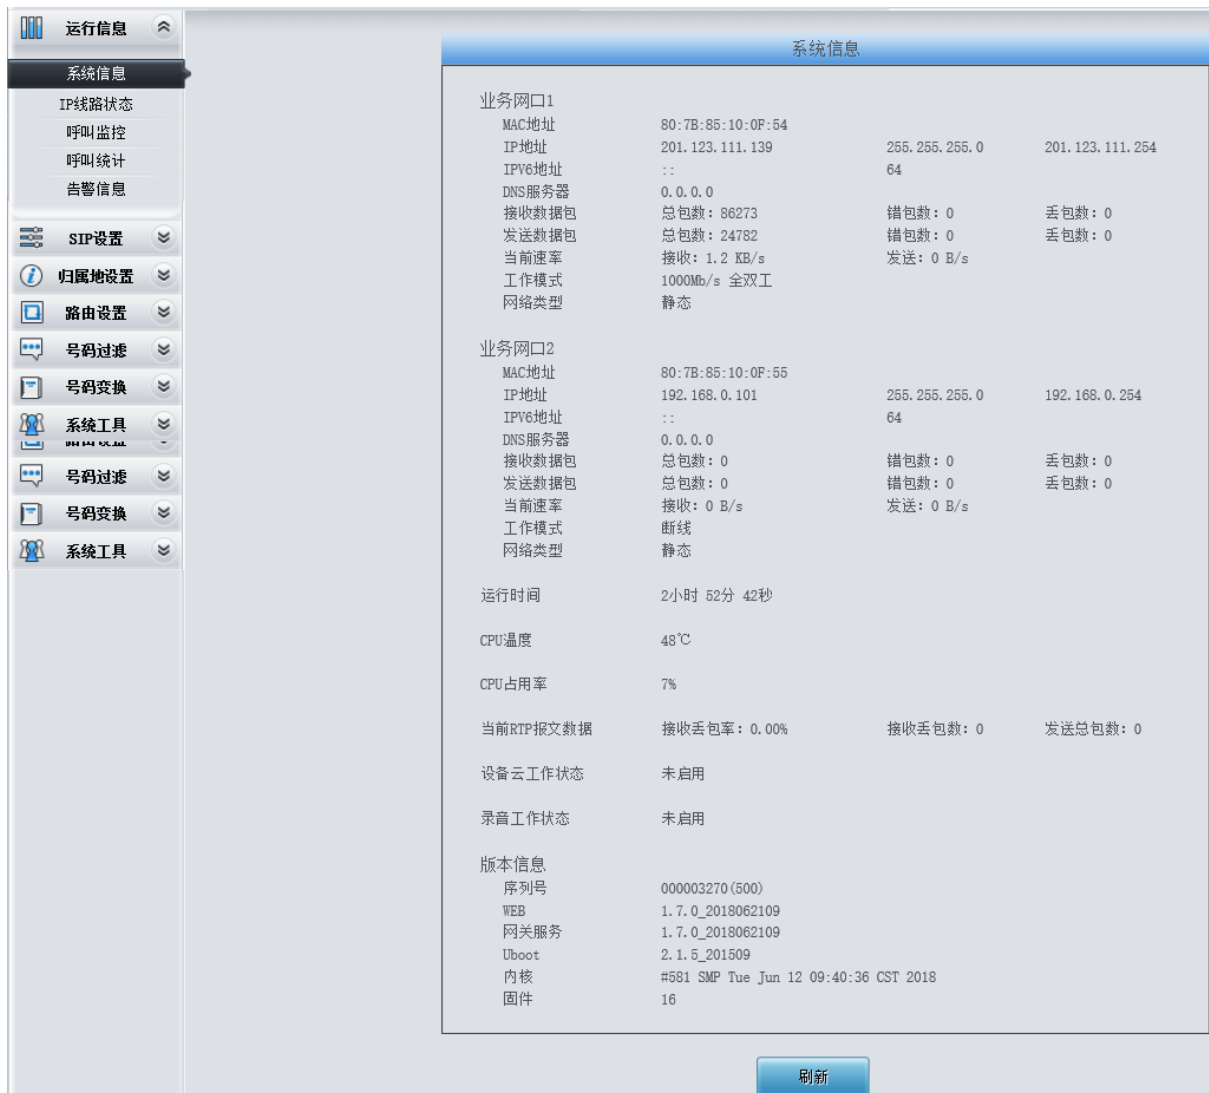 运行信息
系统信息
IP线路状态
呼叫监控
呼叫统计
告警信息
SIP设置
归属地设置
路由设置
号码过滤
号码变换
系统工具
路由设置
号码过滤
号码变换
系统工具
系统信息
业务网口1
MAC地址 80:7B:85:10:0F:54
IP地址 201.123.111.139 255.255.255.0 201.123.111.254
IPV6地址 :: 64
DNS服务器 0.0.0.0
接收数据包 总包数: 86273 错包数: 0 丢包数: 0
发送数据包 总包数: 24782 错包数: 0 丢包数: 0
当前速率 接收: 1.2 KB/s 发送: 0 B/s
工作模式 1000Mb/s 全双工
网络类型 静态
业务网口2
MAC地址 80:7B:85:10:0F:55
IP地址 192.168.0.101 255.255.255.0 192.168.0.254
IPV6地址 :: 64
DNS服务器 0.0.0.0
接收数据包 总包数: 0 错包数: 0 丢包数: 0
发送数据包 总包数: 0 错包数: 0 丢包数: 0
当前速率 接收: 0 B/s 发送: 0 B/s
工作模式 断线
网络类型 静态
运行时间 2小时 52分 42秒
CPU温度 48℃
CPU占用率 7%
当前RTP报文数据 接收丢包率: 0.00% 接收丢包数: 0 发送总包数: 0
设备云工作状态 未启用
录音工作状态 未启用
版本信息
序列号 000003270(500)
WEB 1.7.0_2018062109
网关服务 1.7.0_2018062109
Uboot 2.1.5_201509
内核 #581 SMP Tue Jun 12 09:40:36 CST 2018
固件 16
刷新